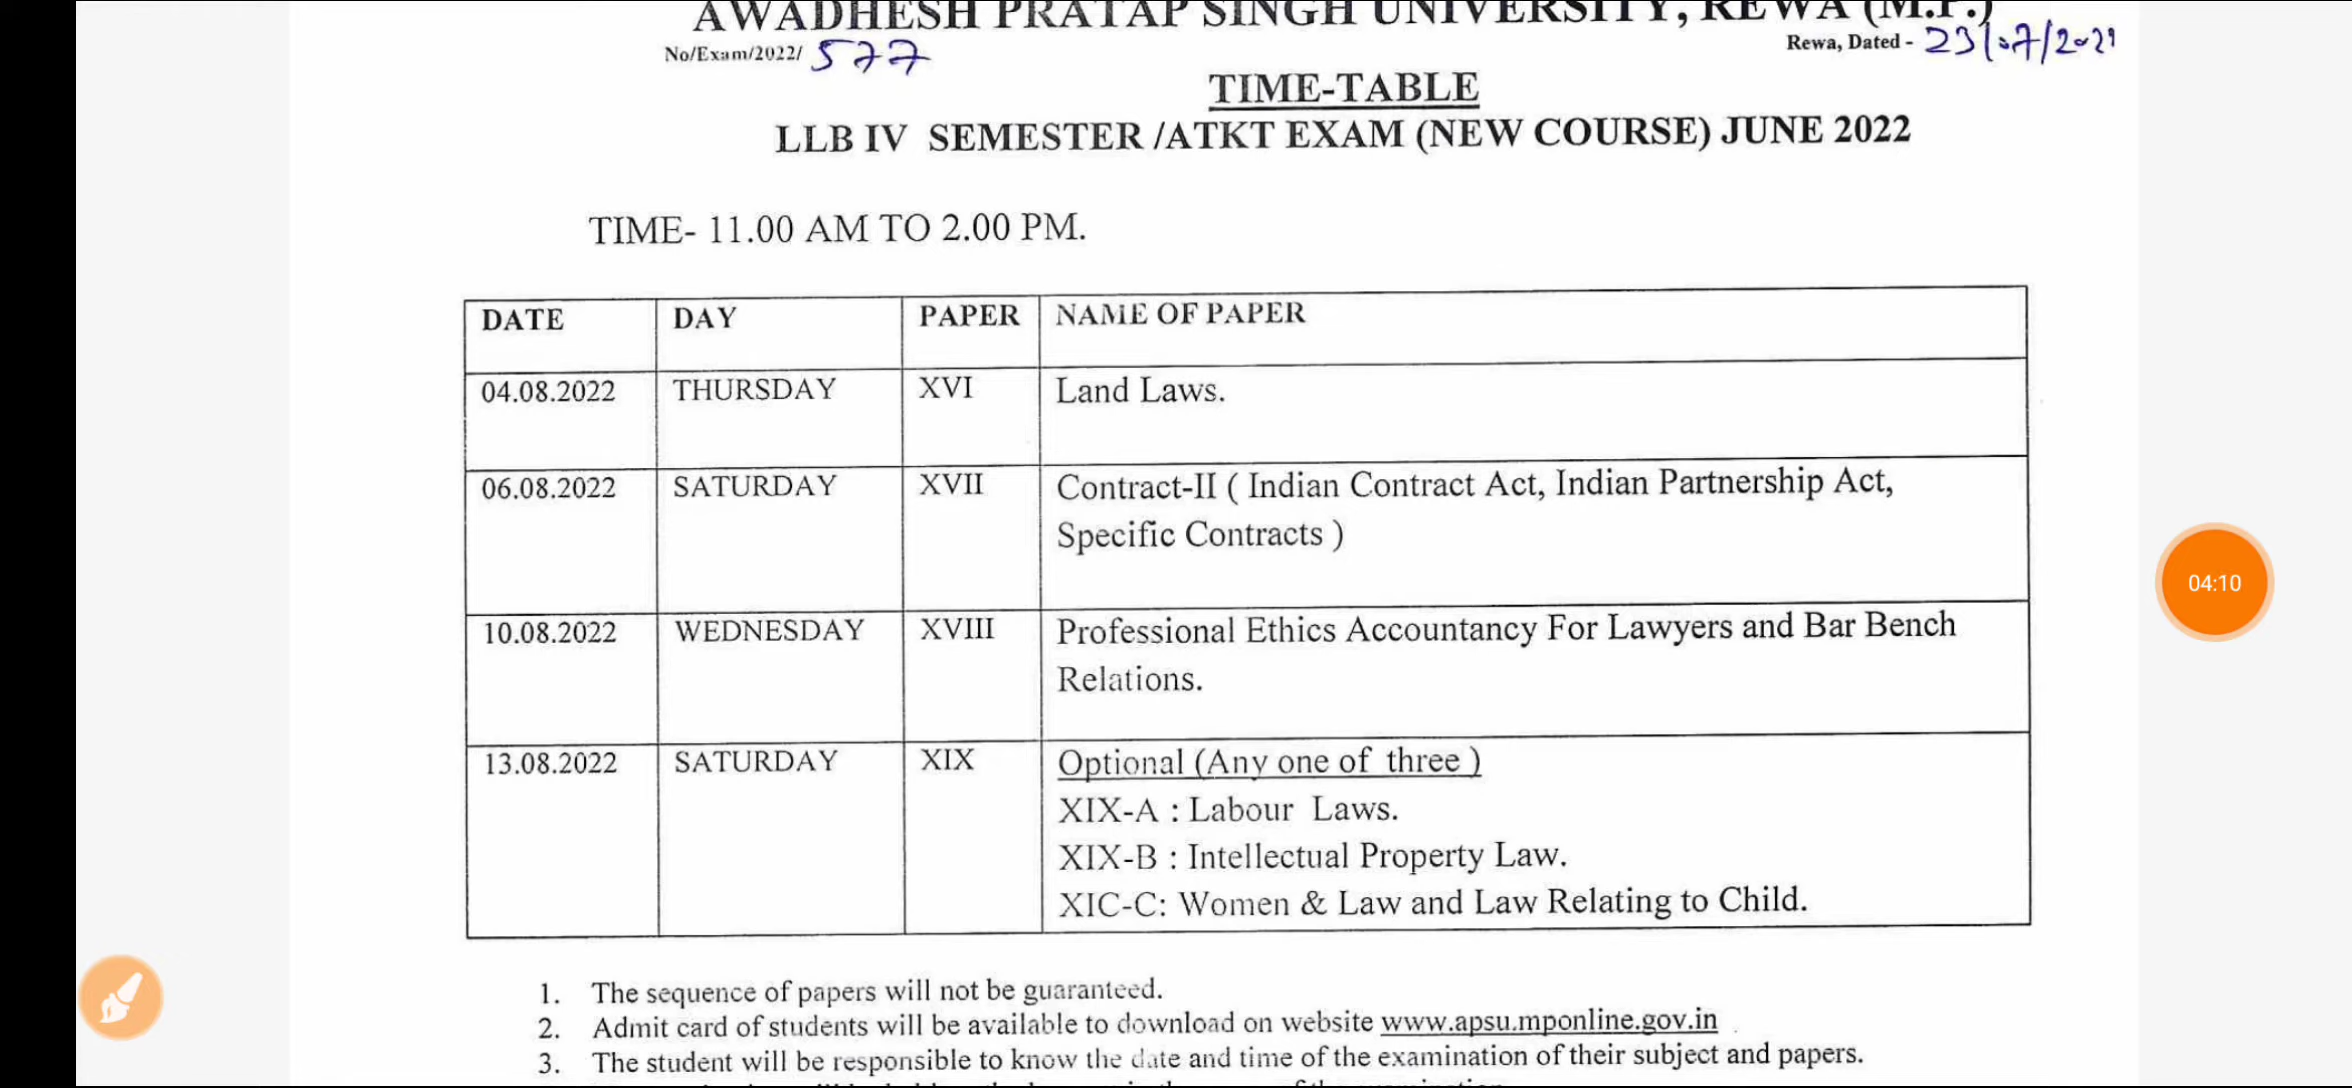 AWADHESH PRATAP SINGH UNIVERSITY, REWA (M.P.)
No/Exam/2022/ 577
Rewa, Dated - 23/07/2021
TIME-TABLE
LLB IV SEMESTER /ATKT EXAM (NEW COURSE) JUNE 2022
TIME- 11.00 AM TO 2.00 PM.
DATE DAY PAPER NAME OF PAPER
04.08.2022 THURSDAY XVI Land Laws.
06.08.2022 SATURDAY XVII Contract-II ( Indian Contract Act, Indian Partnership Act,
Specific Contracts )
10.08.2022 WEDNESDAY XVIII Professional Ethics Accountancy For Lawyers and Bar Bench
Relations.
13.08.2022 SATURDAY XIX Optional (Any one of three )
XIX-A : Labour Laws.
XIX-B : Intellectual Property Law.
XIC-C: Women & Law and Law Relating to Child.
04:10
1. The sequence of papers will not be guaranteed.
2. Admit card of students will be available to download on website www.apsu.mponline.gov.in
3. The student will be responsible to know the date and time of the examination of their subject and papers.